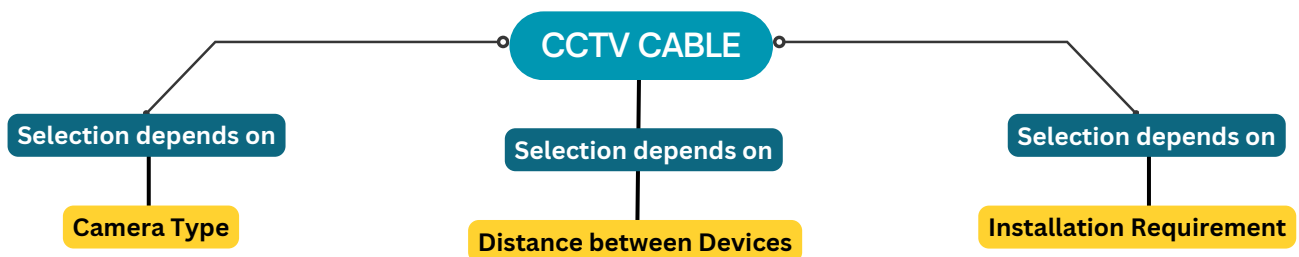 CCTV CABLE
Selection depends on
Selection depends on
Selection depends on
Camera Type
Distance between Devices
Installation Requirement